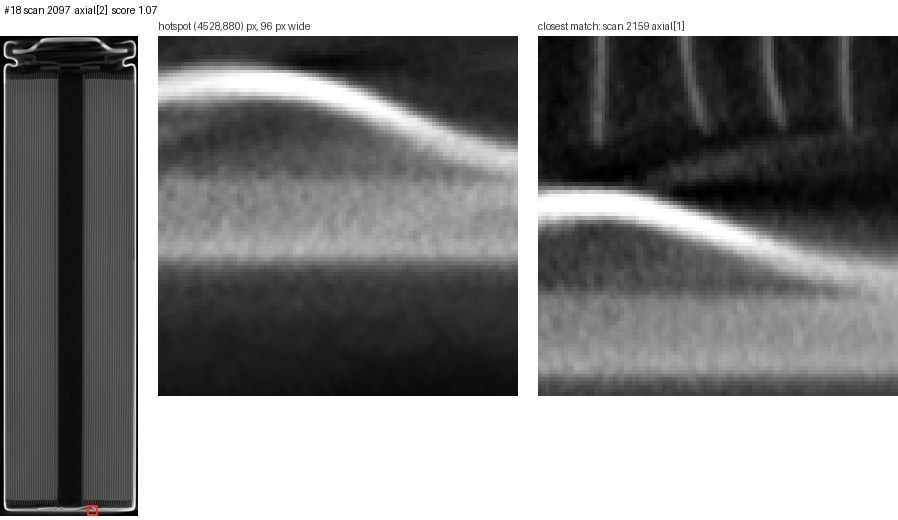 #18 scan 2097 axial[2] score 1.07
hotspot (4528,880) px, 96 px wide
closest match: scan 2159 axial[1]